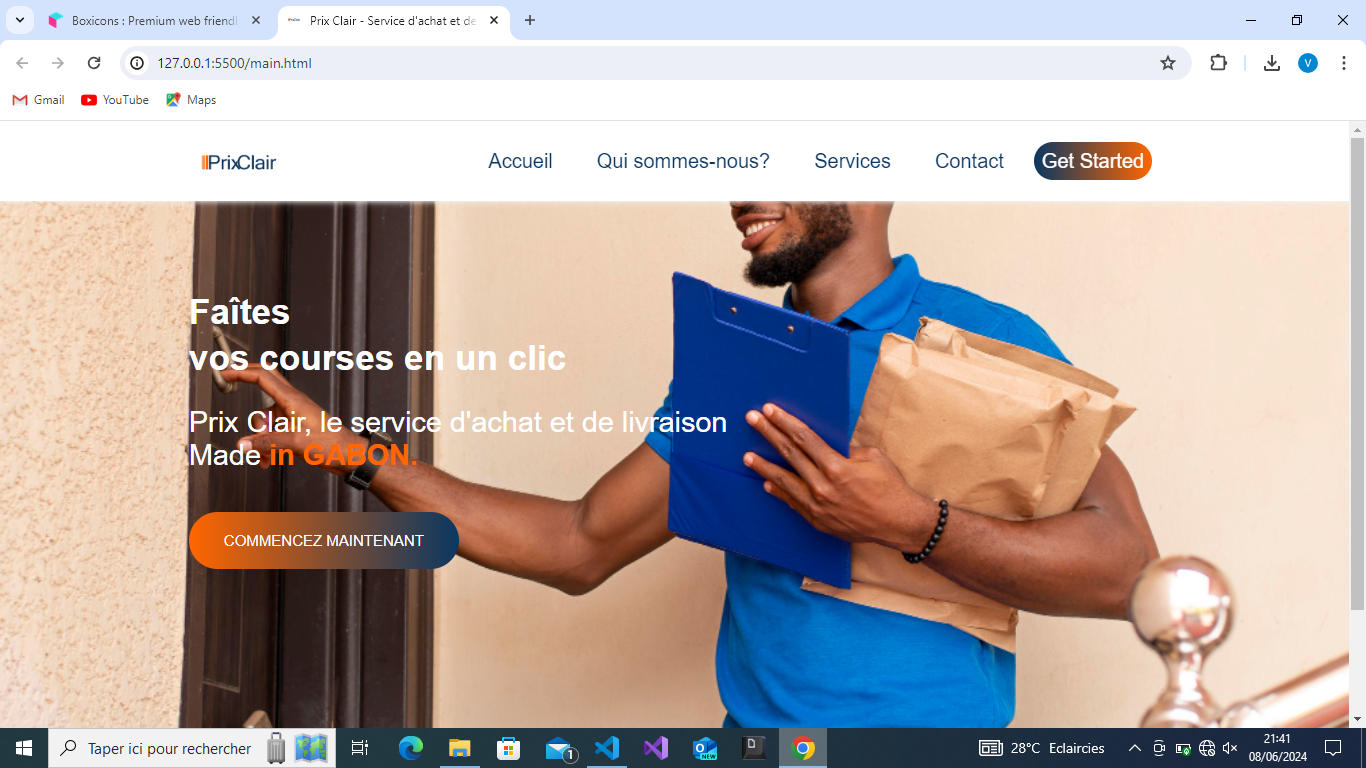 Boxicons : Premium web friendl
Prix Clair - Service d'achat et de
127.0.0.1:5500/main.html
V
Gmail
YouTube
Maps
PrixClair
Accueil
Qui sommes-nous?
Services
Contact
Get Started
Faîtes
vos courses en un clic
Prix Clair, le service d'achat et de livraison
Made in GABON.
COMMENCEZ MAINTENANT
Taper ici pour rechercher
1
NEW
D
28°C Eclaircies
21:41
08/06/2024